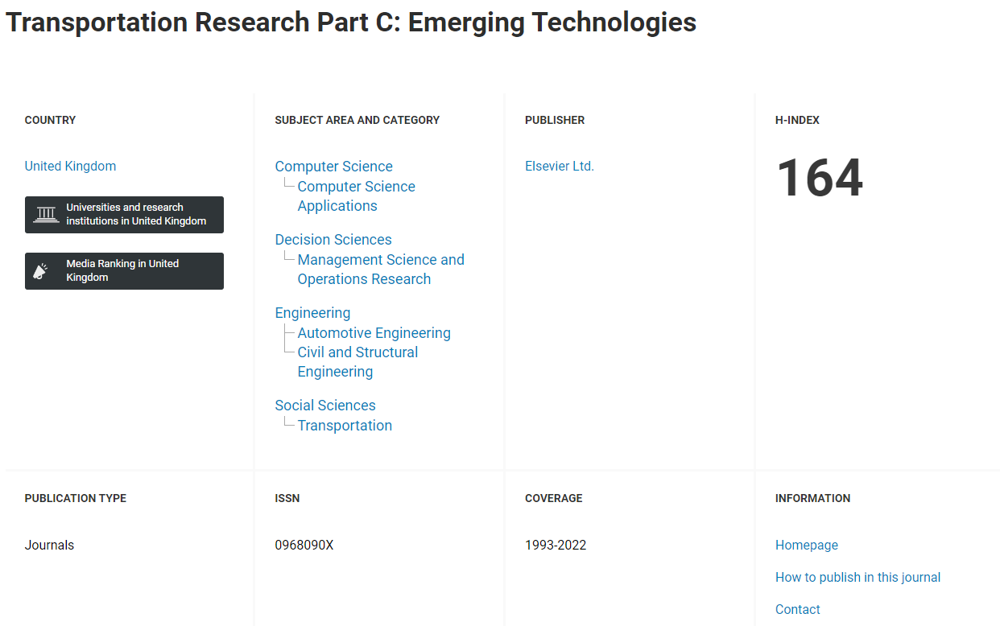 Transportation Research Part C: Emerging Technologies
COUNTRY
United Kingdom
Universities and research
institutions in United Kingdom
Media Ranking in United
Kingdom
SUBJECT AREA AND CATEGORY
Computer Science
Computer Science
Applications
Decision Sciences
Management Science and
Operations Research
Engineering
Automotive Engineering
Civil and Structural
Engineering
Social Sciences
Transportation
PUBLISHER
Elsevier Ltd.
H-INDEX
164
PUBLICATION TYPE
Journals
ISSN
0968090X
COVERAGE
1993-2022
INFORMATION
Homepage
How to publish in this journal
Contact